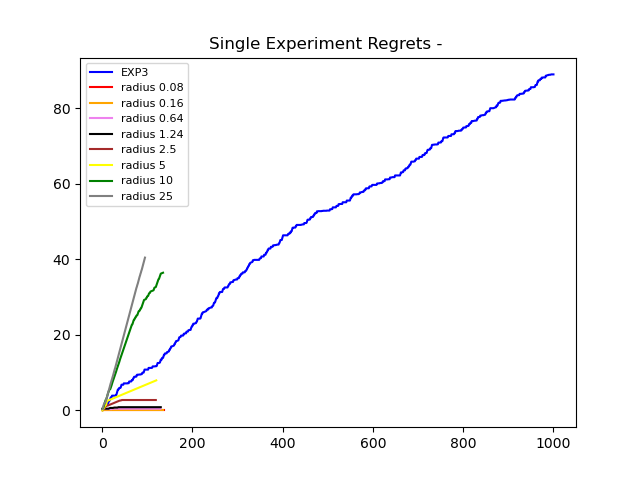 Single Experiment Regrets -
EXP3
radius 0.08
radius 0.16
radius 0.64
radius 1.24
radius 2.5
radius 5
radius 10
radius 25
80
60
40
20
0
0 200 400 600 800 1000